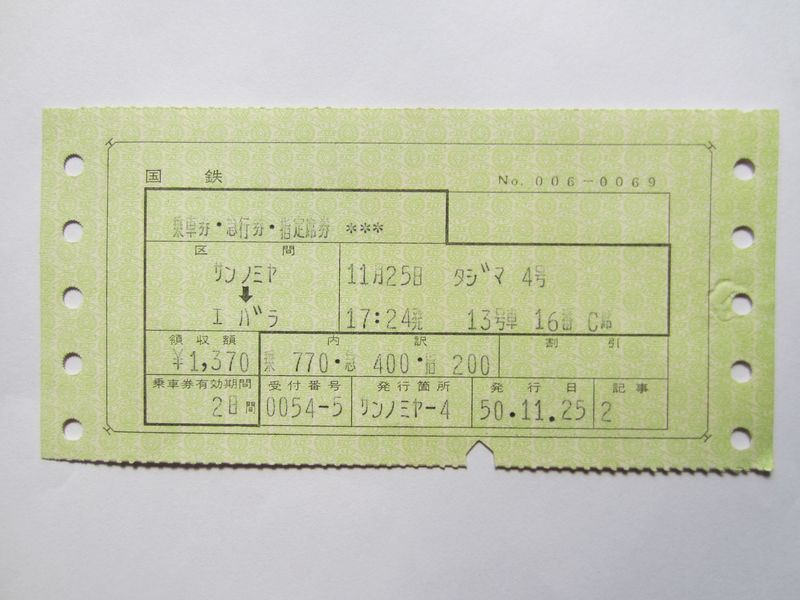 国鉄 No. 006-0069
乗車券・急行券・指定席券 ***
区間
サンノミヤ 11月25日 タジマ 4号
⬇
エバラ 17:24発 13号車 16番 C席
領収額 内訳 割引
¥1,370 乗 770・急 400・指 200
乗車券有効期間 受付番号 発行箇所 発行日 記事
2日間 0054-5 サンノミヤ-4 50.11.25 2